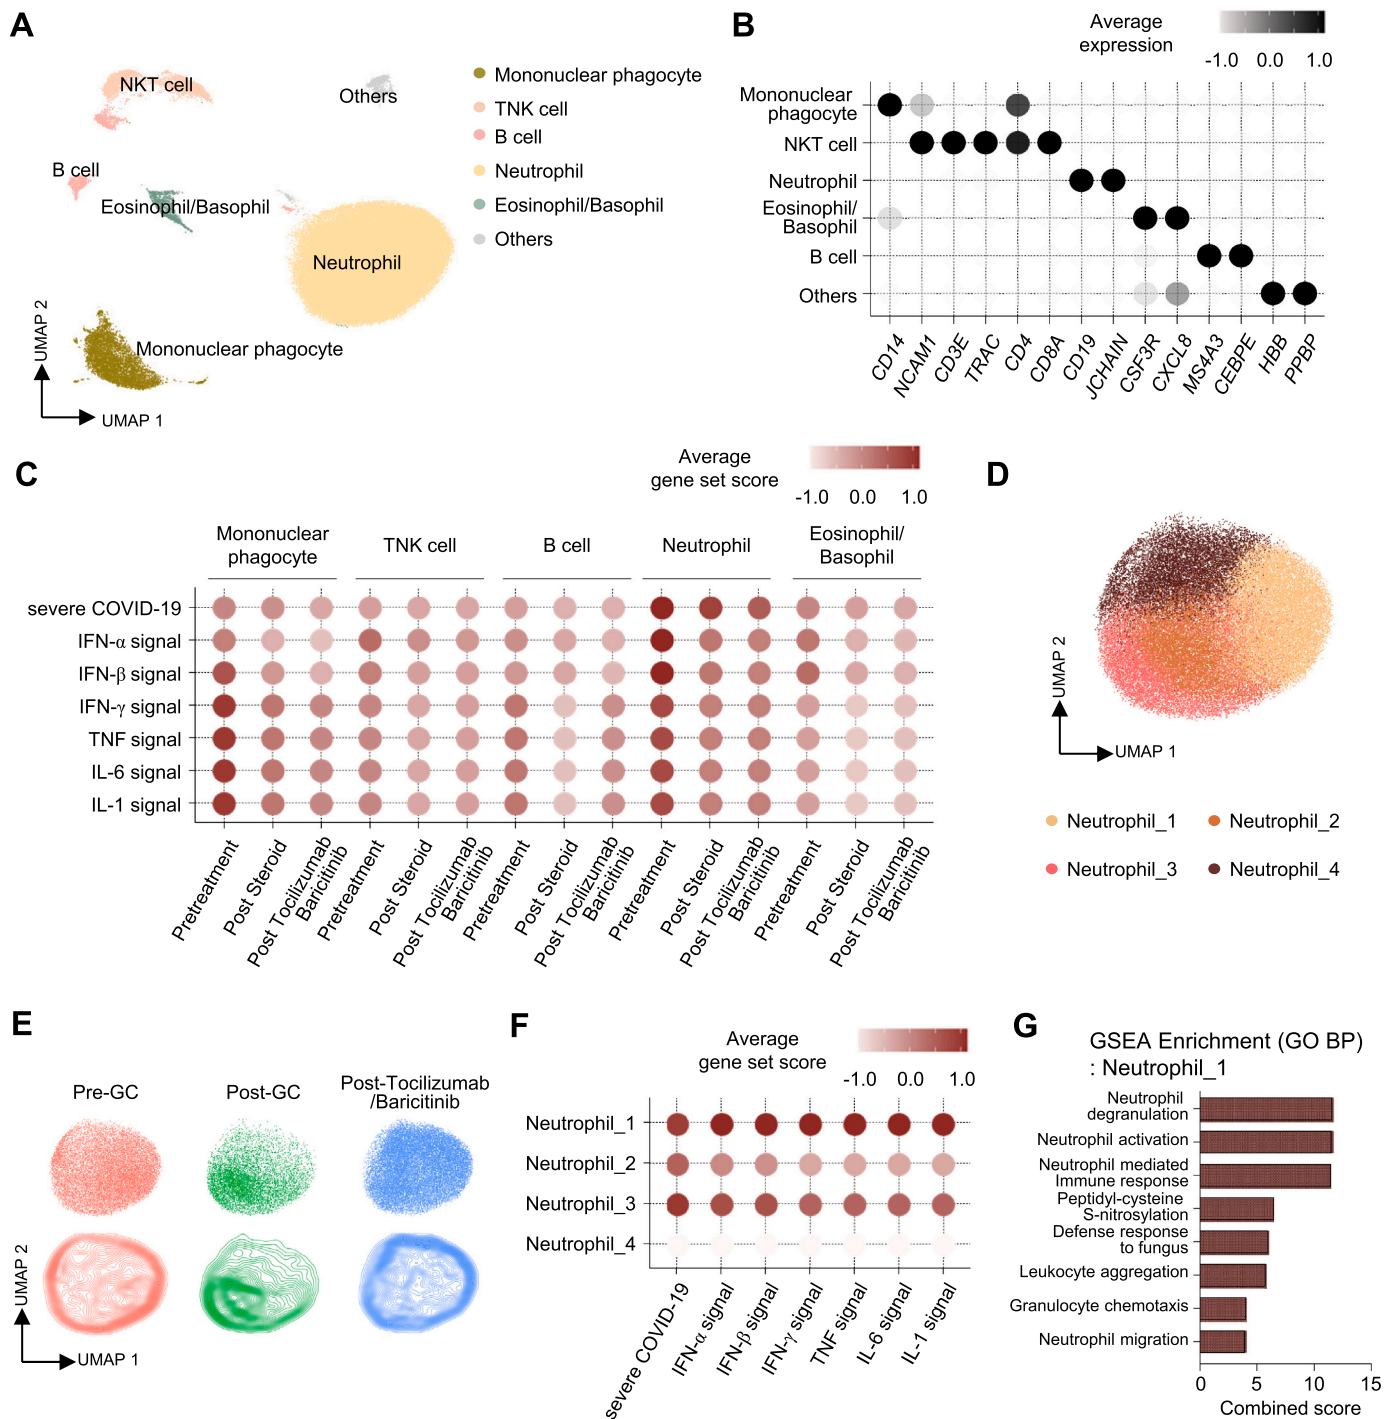 A
NKT cell
Others
B cell
Eosinophil/Basophil
Neutrophil
Mononuclear phagocyte
UMAP 2
UMAP 1
Mononuclear phagocyte
TNK cell
B cell
Neutrophil
Eosinophil/Basophil
Others
B
Average
expression
-1.0 0.0 1.0
Mononuclear
phagocyte
NKT cell
Neutrophil
Eosinophil/
Basophil
B cell
Others
CD14
NCAM1
CD3E
TRAC
CD4
CD8A
CD19
JCHAIN
CSF3R
CXCL8
MS4A3
CEBPE
HBB
PPBP
C
Average
gene set score
-1.0 0.0 1.0
Mononuclear
phagocyte
TNK cell
B cell
Neutrophil
Eosinophil/
Basophil
severe COVID-19
IFN-α signal
IFN-β signal
IFN-γ signal
TNF signal
IL-6 signal
IL-1 signal
Pretreatment
Post Steroid
Post Tocilizumab
Baricitinib
Pretreatment
Post Steroid
Post Tocilizumab
Baricitinib
Pretreatment
Post Steroid
Post Tocilizumab
Baricitinib
Pretreatment
Post Steroid
Post Tocilizumab
Baricitinib
Pretreatment
Post Steroid
Post Tocilizumab
Baricitinib
D
UMAP 2
UMAP 1
Neutrophil_1
Neutrophil_2
Neutrophil_3
Neutrophil_4
E
Pre-GC
Post-GC
Post-Tocilizumab
/Baricitinib
UMAP 2
UMAP 1
F
Average
gene set score
-1.0 0.0 1.0
Neutrophil_1
Neutrophil_2
Neutrophil_3
Neutrophil_4
severe COVID-19
IFN-α signal
IFN-β signal
IFN-γ signal
TNF signal
IL-6 signal
IL-1 signal
G
GSEA Enrichment (GO BP)
: Neutrophil_1
Neutrophil
degranulation
Neutrophil activation
Neutrophil mediated
Immune response
Peptidyl-cysteine
S-nitrosylation
Defense response
to fungus
Leukocyte aggregation
Granulocyte chemotaxis
Neutrophil migration
0 5 10 15
Combined score